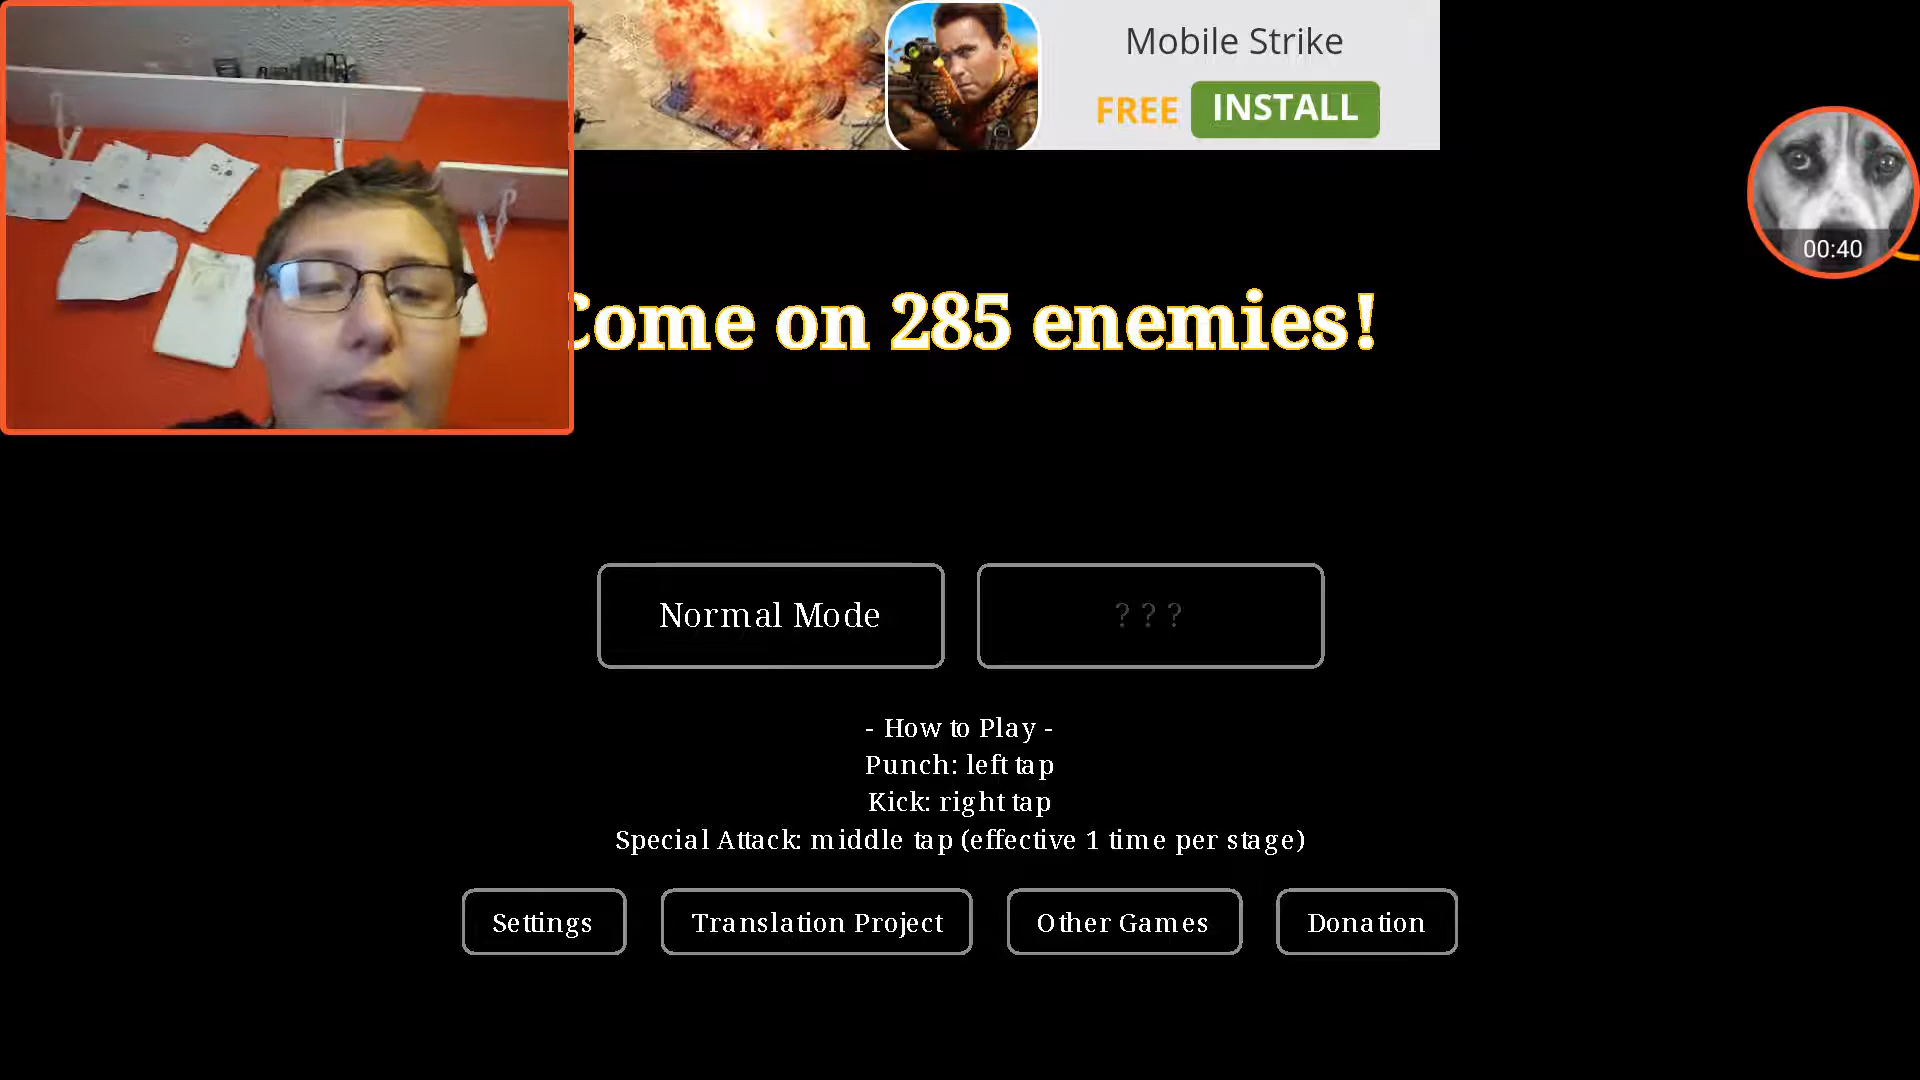 Mobile Strike
FREE INSTALL
00:40
Come on 285 enemies!
Normal Mode
? ? ?
- How to Play -
Punch: left tap
Kick: right tap
Special Attack: middle tap (effective 1 time per stage)
Settings
Translation Project
Other Games
Donation